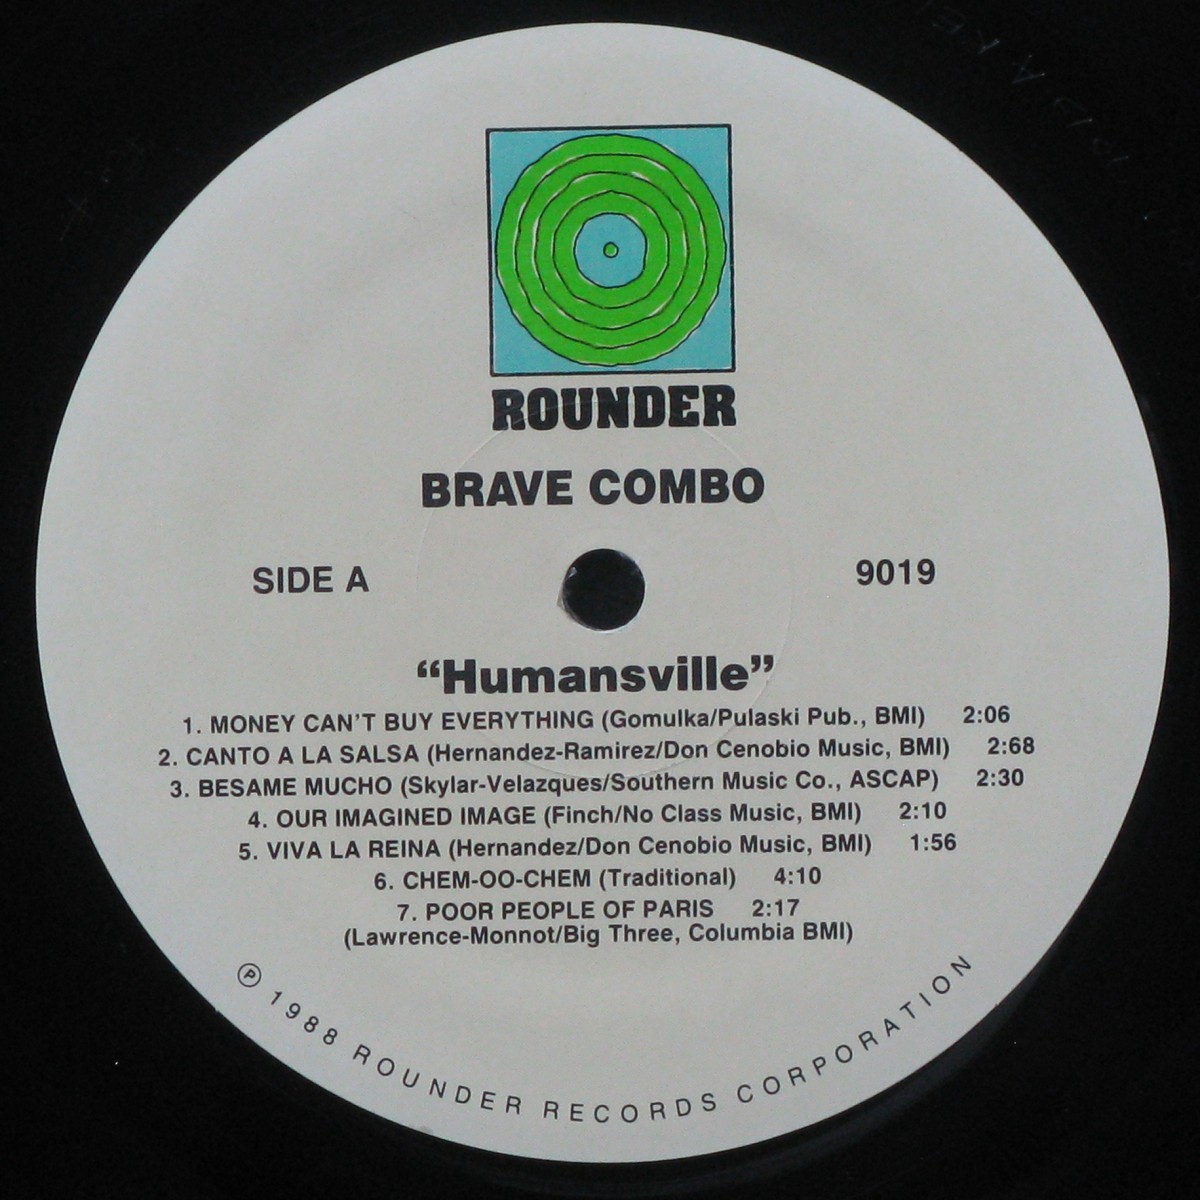 ROUNDER
BRAVE COMBO
SIDE A
9019
“Humansville”
1. MONEY CAN'T BUY EVERYTHING (Gomulka/Pulaski Pub., BMI) 2:06
2. CANTO A LA SALSA (Hernandez-Ramirez/Don Cenobio Music, BMI) 2:68
3. BESAME MUCHO (Skylar-Velazques/Southern Music Co., ASCAP) 2:30
4. OUR IMAGINED IMAGE (Finch/No Class Music, BMI) 2:10
5. VIVA LA REINA (Hernandez/Don Cenobio Music, BMI) 1:56
6. CHEM-OO-CHEM (Traditional) 4:10
7. POOR PEOPLE OF PARIS 2:17
(Lawrence-Monnot/Big Three, Columbia BMI)
℗ 1988 ROUNDER RECORDS CORPORATION